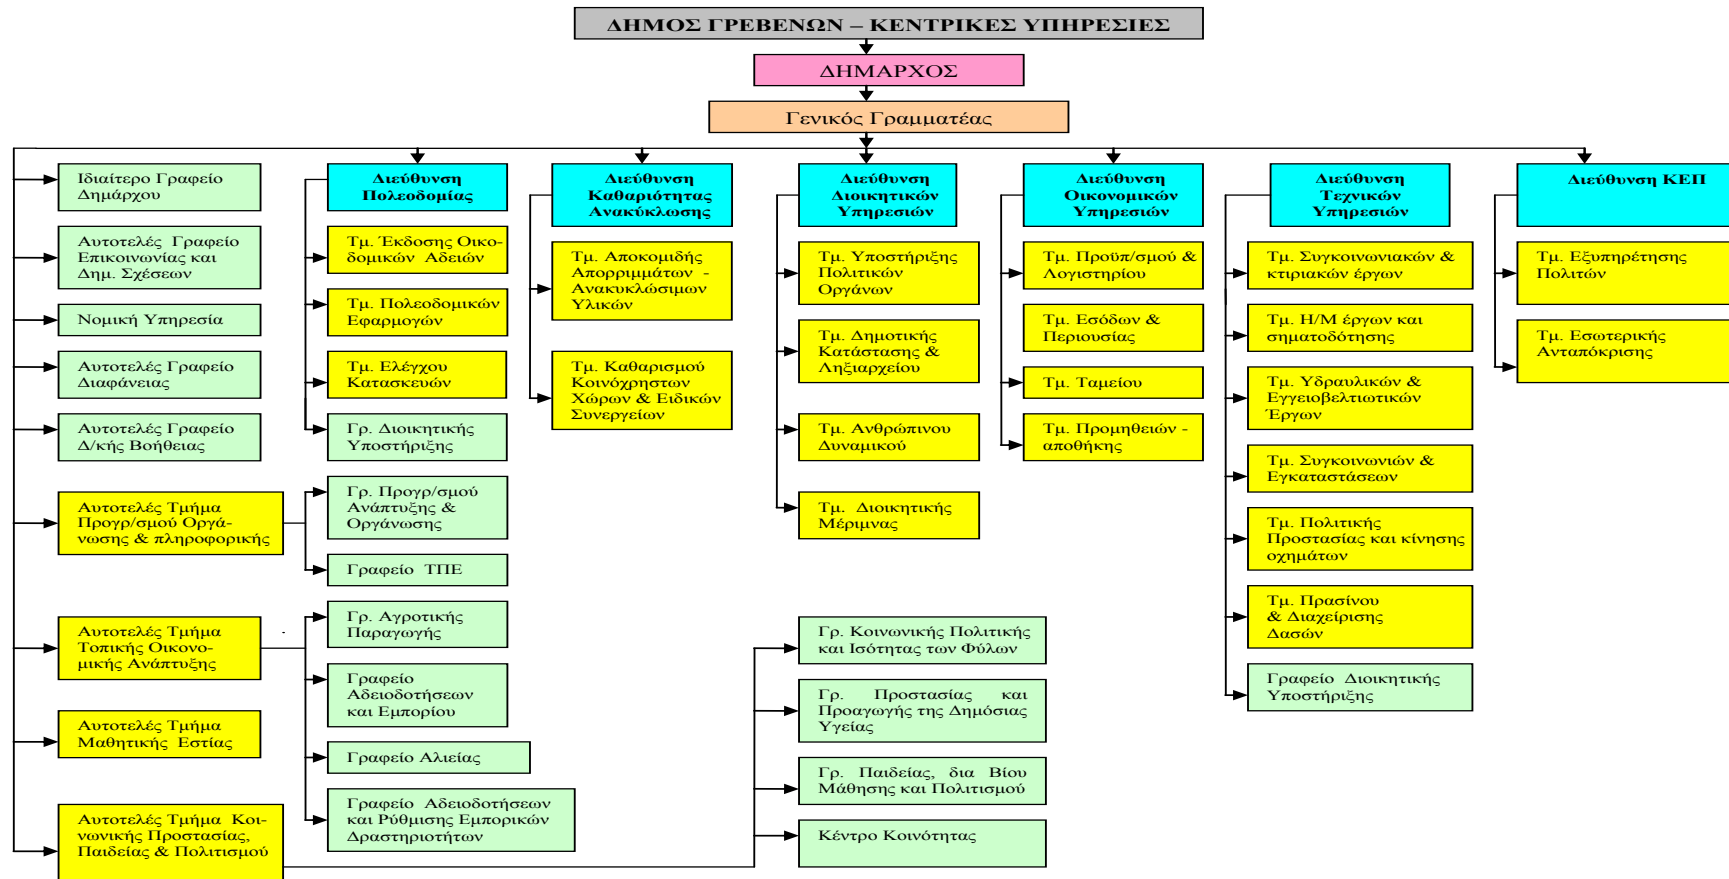 ΔΗΜΟΣ ΓΡΕΒΕΝΩΝ – ΚΕΝΤΡΙΚΕΣ ΥΠΗΡΕΣΙΕΣ
ΔΗΜΑΡΧΟΣ
Γενικός Γραμματέας
Ιδιαίτερο Γραφείο
Δημάρχου
Αυτοτελές Γραφείο
Επικοινωνίας και
Δημ. Σχέσεων
Νομική Υπηρεσία
Αυτοτελές Γραφείο
Διαφάνειας
Αυτοτελές Γραφείο
Δ/κής Βοήθειας
Αυτοτελές Τμήμα
Προγρ/σμού Οργά-
νωσης & πληροφορικής
Αυτοτελές Τμήμα
Τοπικής Οικονο-
μικής Ανάπτυξης
Αυτοτελές Τμήμα
Μαθητικής Εστίας
Αυτοτελές Τμήμα Κοι-
νωνικής Προστασίας,
Παιδείας & Πολιτισμού
Διεύθυνση
Πολεοδομίας
Τμ. Έκδοσης Οικο-
δομικών Αδειών
Τμ. Πολεοδομικών
Εφαρμογών
Τμ. Ελέγχου
Κατασκευών
Γρ. Διοικητικής
Υποστήριξης
Γρ. Προγρ/σμού
Ανάπτυξης &
Οργάνωσης
Γραφείο ΤΠΕ
Γρ. Αγροτικής
Παραγωγής
Γραφείο
Αδειοδοτήσεων
και Εμπορίου
Γραφείο Αλιείας
Γραφείο Αδειοδοτήσεων
και Ρύθμισης Εμπορικών
Δραστηριοτήτων
Διεύθυνση
Καθαριότητας
Ανακύκλωσης
Τμ. Αποκομιδής
Απορριμμάτων -
Ανακυκλώσιμων
Υλικών
Τμ. Καθαρισμού
Κοινόχρηστων
Χώρων & Ειδικών
Συνεργείων
Διεύθυνση
Διοικητικών
Υπηρεσιών
Τμ. Υποστήριξης
Πολιτικών
Οργάνων
Τμ. Δημοτικής
Κατάστασης &
Ληξιαρχείου
Τμ. Ανθρώπινου
Δυναμικού
Τμ. Διοικητικής
Μέριμνας
Γρ. Κοινωνικής Πολιτικής
και Ισότητας των Φύλων
Γρ. Προστασίας και
Προαγωγής της Δημόσιας
Υγείας
Γρ. Παιδείας, δια Βίου
Μάθησης και Πολιτισμού
Κέντρο Κοινότητας
Διεύθυνση
Οικονομικών
Υπηρεσιών
Τμ. Προϋπ/σμού &
Λογιστηρίου
Τμ. Εσόδων &
Περιουσίας
Τμ. Ταμείου
Τμ. Προμηθειών -
αποθήκης
Διεύθυνση
Τεχνικών
Υπηρεσιών
Τμ. Συγκοινωνιακών &
κτιριακών έργων
Τμ. Η/Μ έργων και
σηματοδότησης
Τμ. Υδραυλικών &
Εγγειοβελτιωτικών
Έργων
Τμ. Συγκοινωνιών &
Εγκαταστάσεων
Τμ. Πολιτικής
Προστασίας και κίνησης
οχημάτων
Τμ. Πρασίνου
& Διαχείρισης
Δασών
Γραφείο Διοικητικής
Υποστήριξης
Διεύθυνση ΚΕΠ
Τμ. Εξυπηρέτησης
Πολιτών
Τμ. Εσωτερικής
Ανταπόκρισης